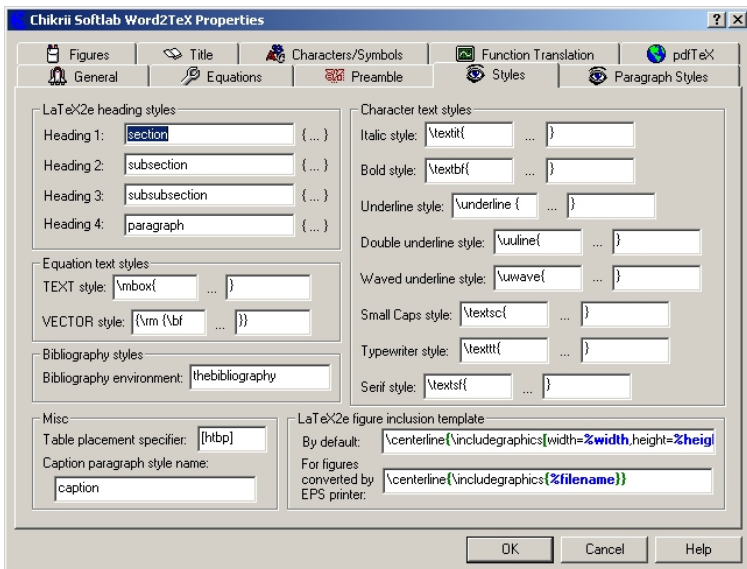 Chikrii Softlab Word2TeX Properties
Figures Title Characters/Symbols Function Translation pdfTeX
General Equations Preamble Styles Paragraph Styles
LaTeX2e heading styles
Heading 1: section { ... }
Heading 2: subsection { ... }
Heading 3: subsubsection { ... }
Heading 4: paragraph { ... }
Equation text styles
TEXT style: \mbox{ ... }
VECTOR style: {\rm {\bf ... }}
Bibliography styles
Bibliography environment: thebibliography
Misc
Table placement specifier: [htbp]
Caption paragraph style name:
caption
Character text styles
Italic style: \textit{ ... }
Bold style: \textbf{ ... }
Underline style: \underline { ... }
Double underline style: \uuline{ ... }
Waved underline style: \uwave{ ... }
Small Caps style: \textsc{ ... }
Typewriter style: \texttt{ ... }
Serif style: \textsf{ ... }
LaTeX2e figure inclusion template
By default: \centerline{\includegraphics[width=%width,height=%heigl
For figures
converted by
EPS printer: \centerline{\includegraphics{%filename}}
OK Cancel Help